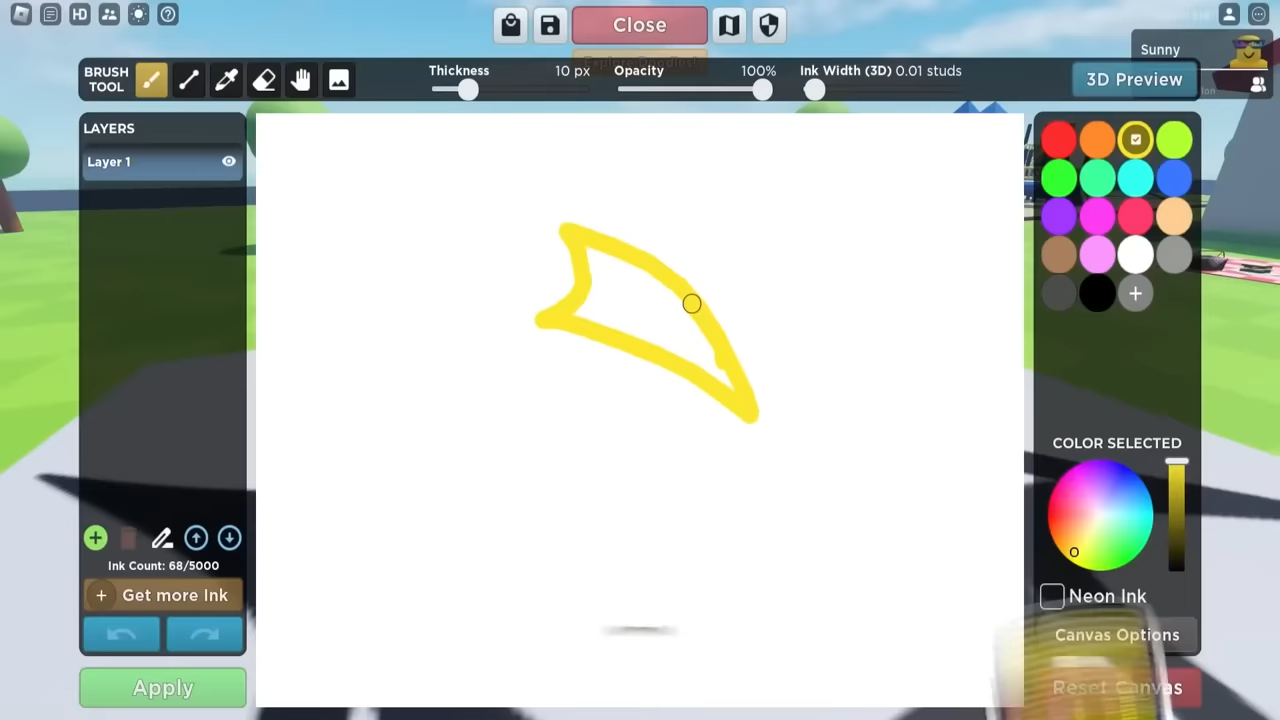 HD
Close
Sunny
BRUSH
TOOL
Thickness 10 px
Opacity 100%
Ink Width (3D) 0.01 studs
3D Preview
LAYERS
Layer 1
COLOR SELECTED
Ink Count: 68/5000
+ Get more Ink
Neon Ink
Canvas Options
Apply
Reset Canvas